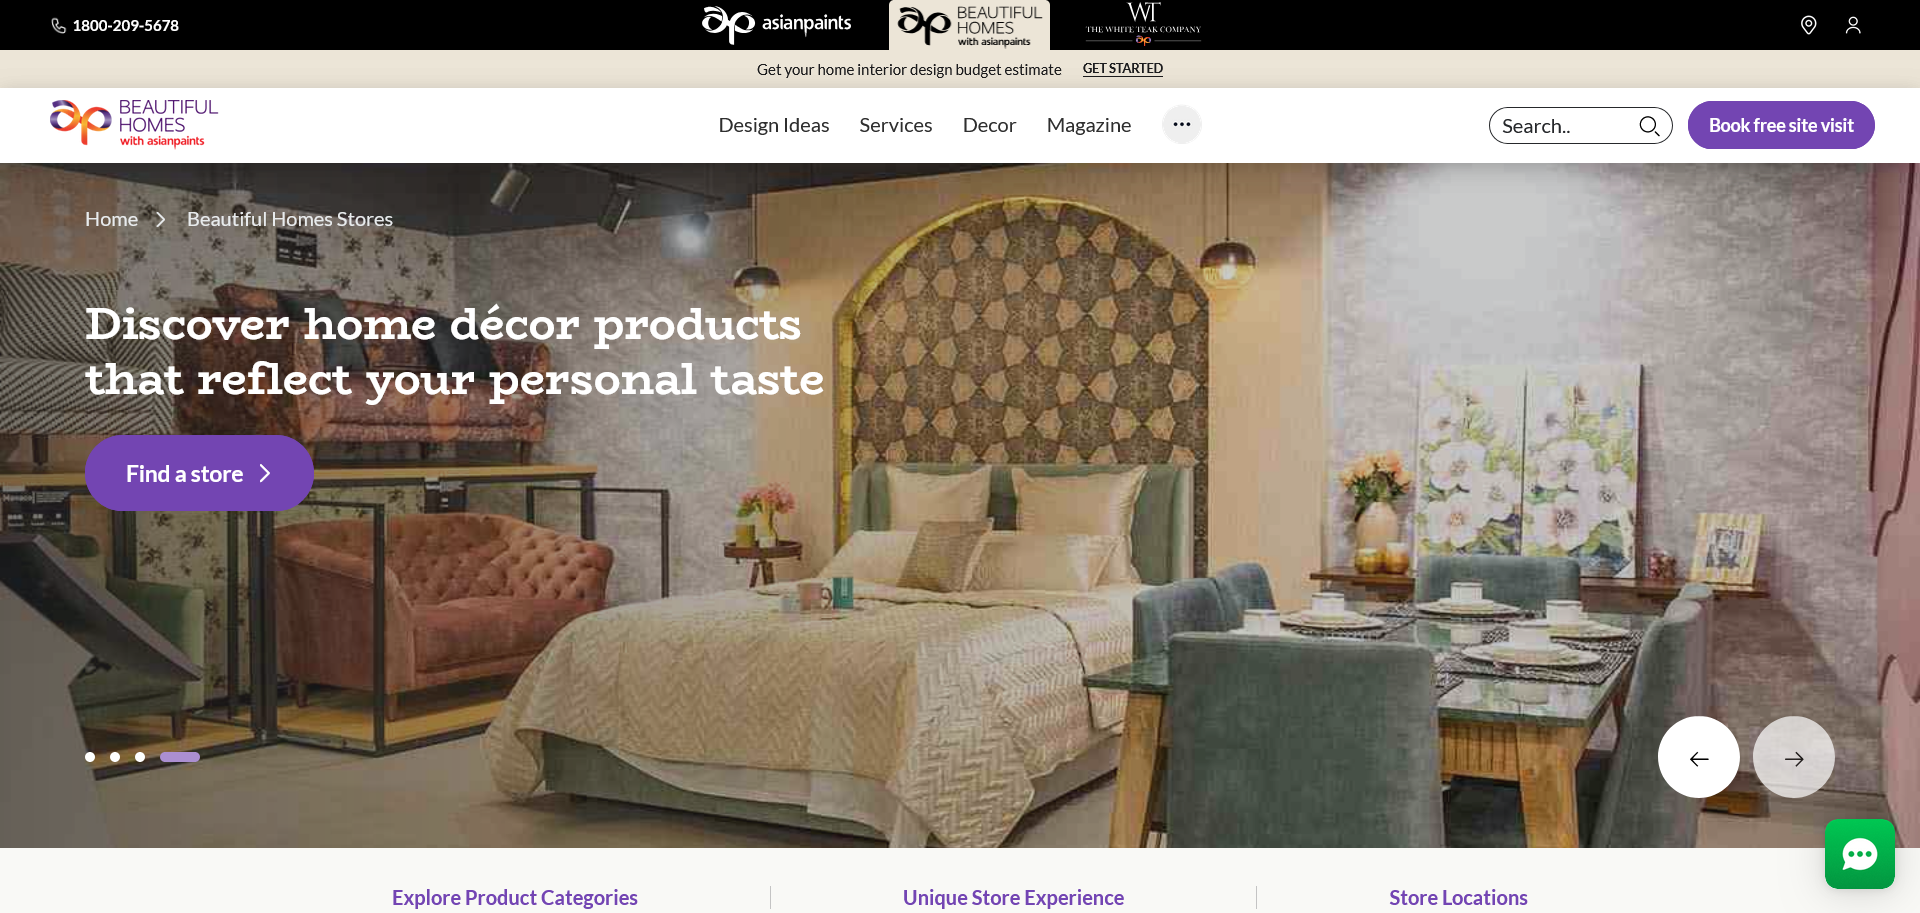 1800-209-5678
asianpaints
BEAUTIFUL
HOMES
with asianpaints
WT
THE WHITE TEAK COMPANY
Get your home interior design budget estimate GET STARTED
BEAUTIFUL
HOMES
with asianpaints
Design Ideas Services Decor Magazine
Search..
Book free site visit
Home Beautiful Homes Stores
Discover home décor products
that reflect your personal taste
Find a store
Explore Product Categories
Unique Store Experience
Store Locations